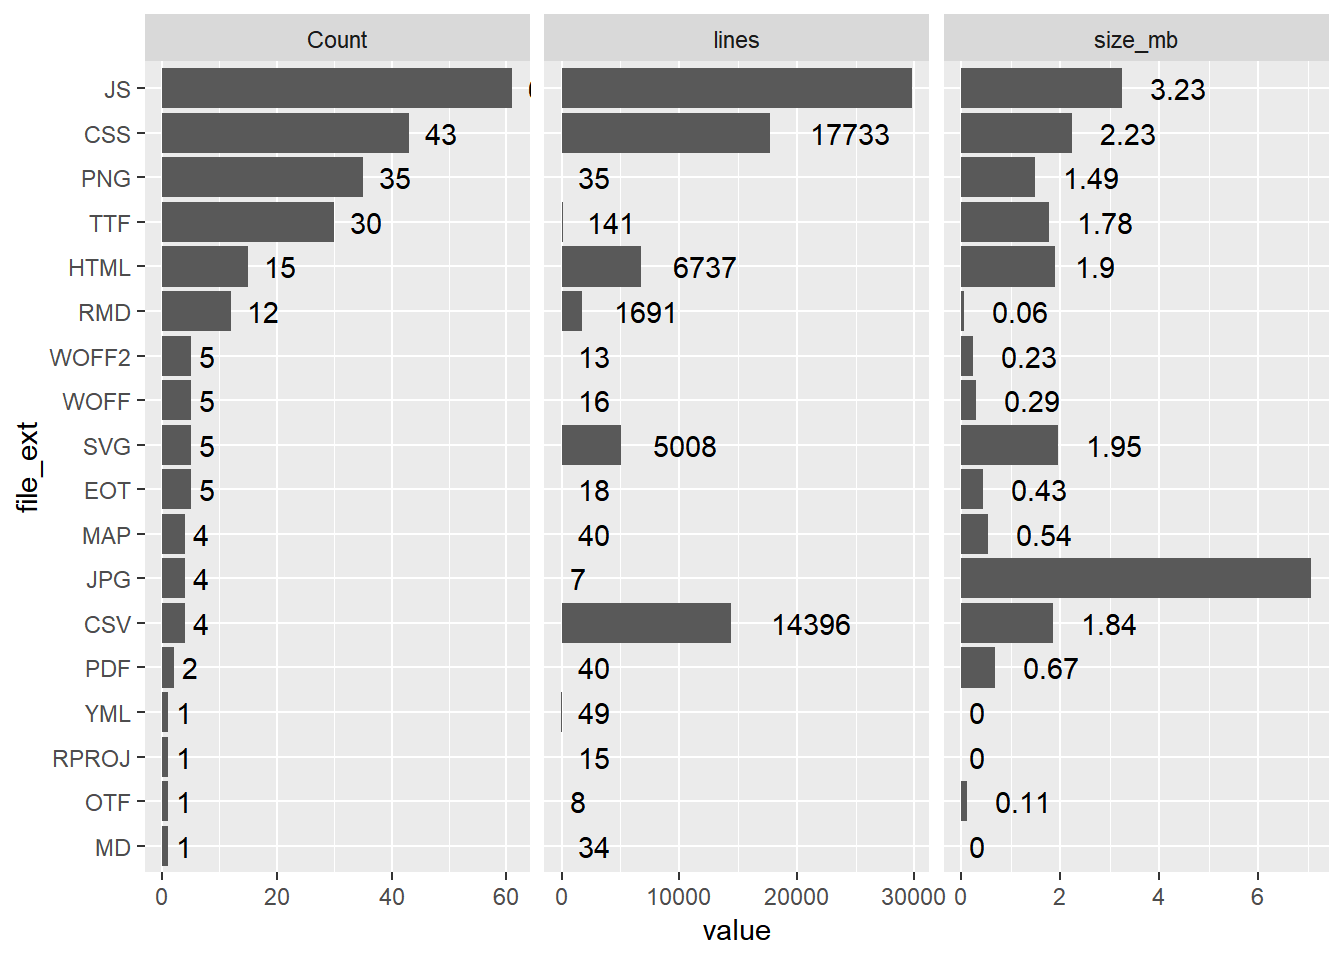 Count lines size_mb
JS 3.23
CSS 43 17733 2.23
PNG 35 35 1.49
TTF 30 141 1.78
HTML 15 6737 1.9
RMD 12 1691 0.06
WOFF2 5 13 0.23
WOFF 5 16 0.29
SVG 5 5008 1.95
EOT 5 18 0.43
MAP 4 40 0.54
JPG 4 7
CSV 4 14396 1.84
PDF 2 40 0.67
YML 1 49 0
RPROJ 1 15 0
OTF 1 8 0.11
MD 1 34 0
0 20 40 60 0 10000 20000 30000 0 2 4 6
value
file_ext